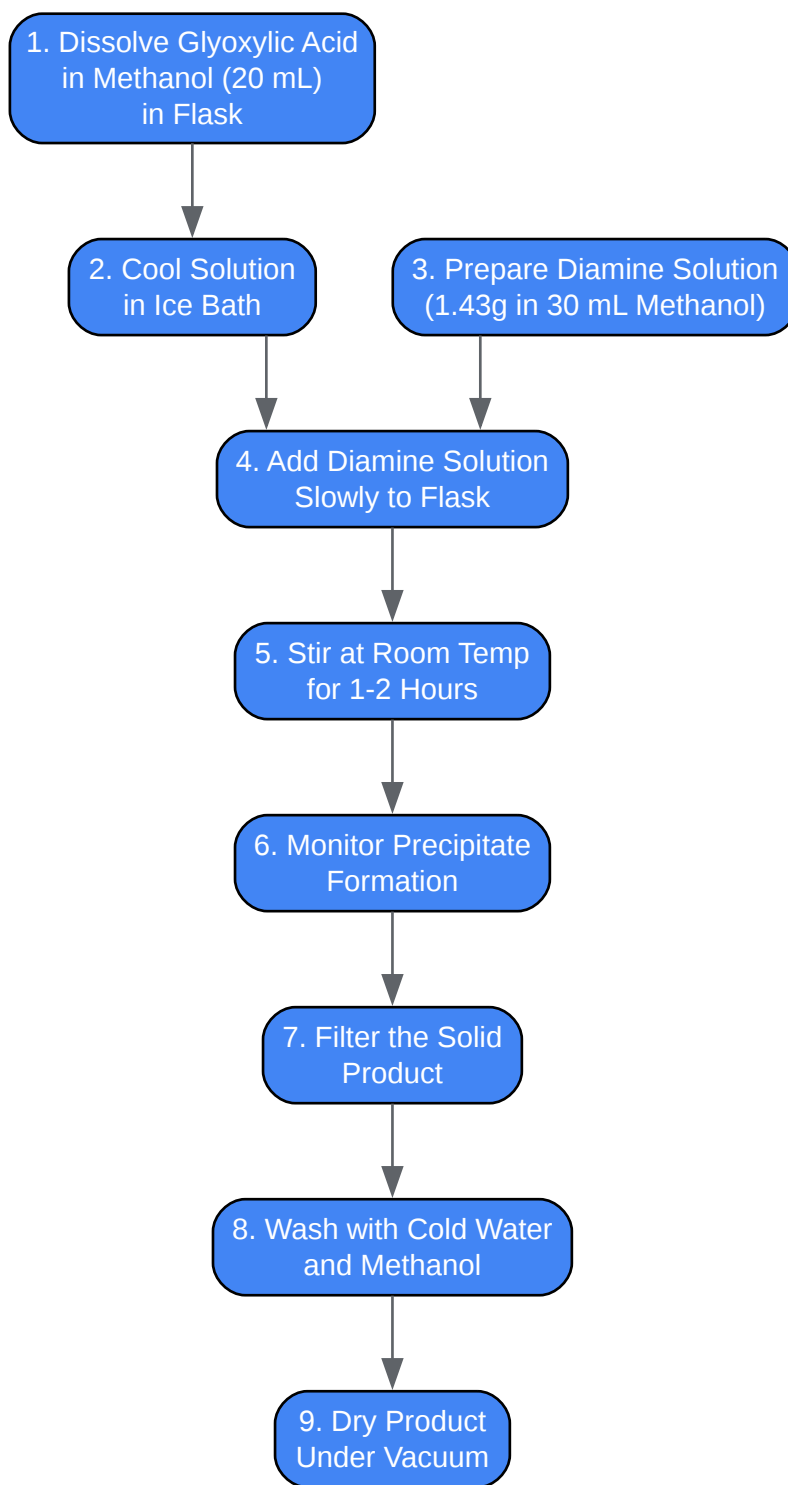 1. Dissolve Glyoxylic Acid
in Methanol (20 mL)
in Flask
2. Cool Solution
in Ice Bath
3. Prepare Diamine Solution
(1.43g in 30 mL Methanol)
4. Add Diamine Solution
Slowly to Flask
5. Stir at Room Temp
for 1-2 Hours
6. Monitor Precipitate
Formation
7. Filter the Solid
Product
8. Wash with Cold Water
and Methanol
9. Dry Product
Under Vacuum